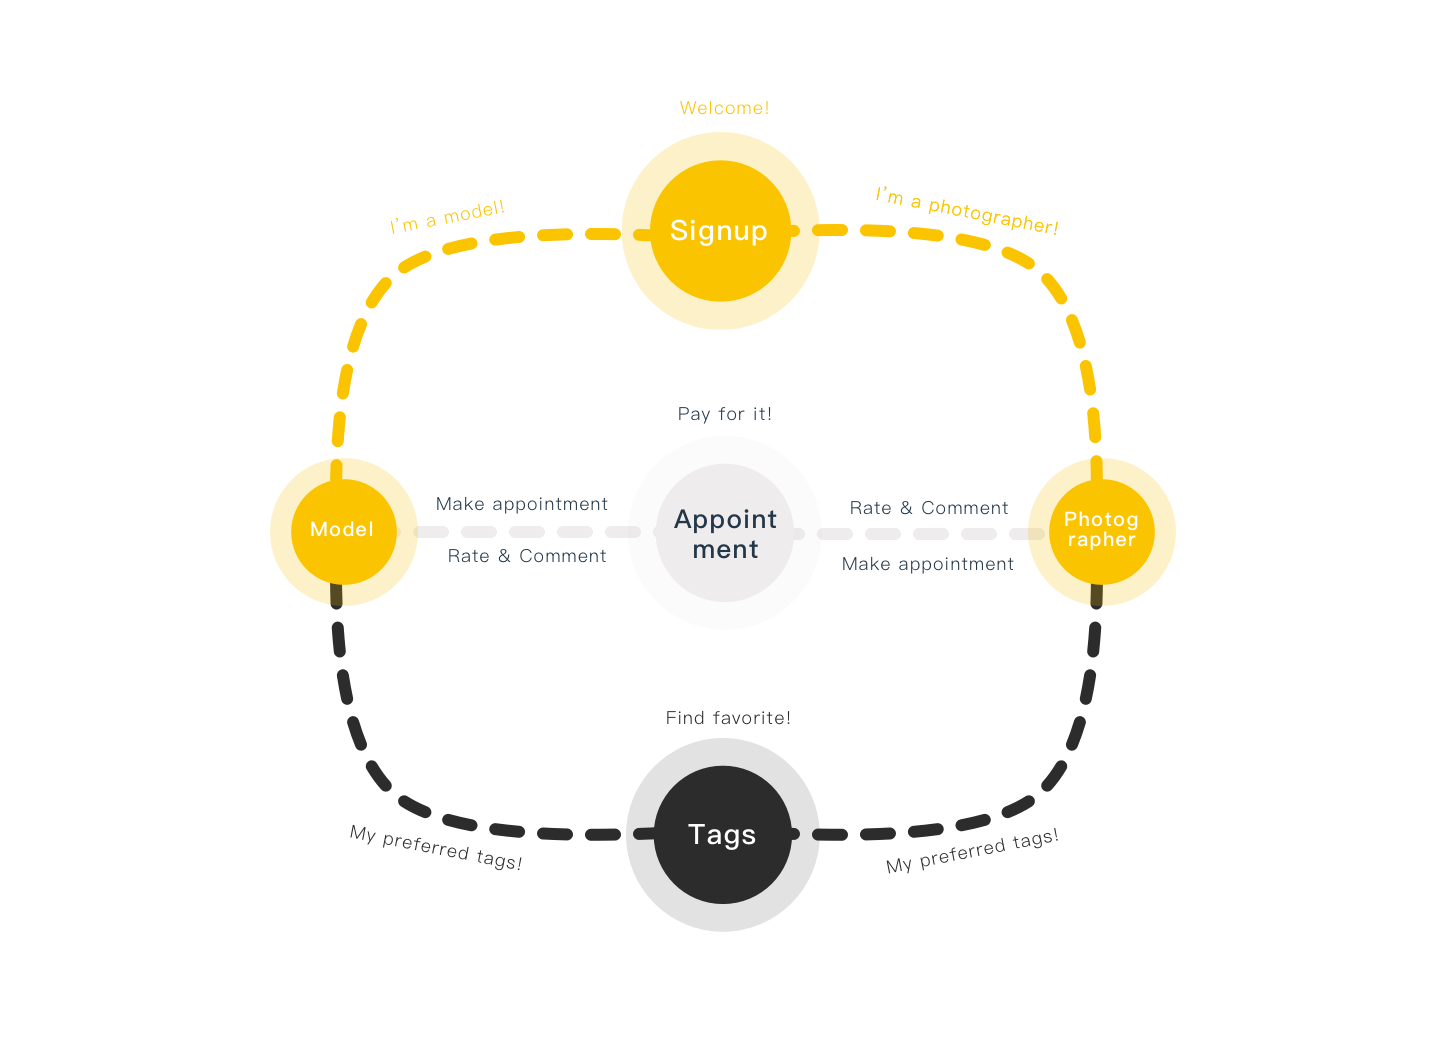 Welcome!
I'm a model!
Signup
I'm a photographer!
Pay for it!
Model
Make appointment
Rate & Comment
Appoint
ment
Rate & Comment
Make appointment
Photog
rapher
Find favorite!
My preferred tags!
Tags
My preferred tags!